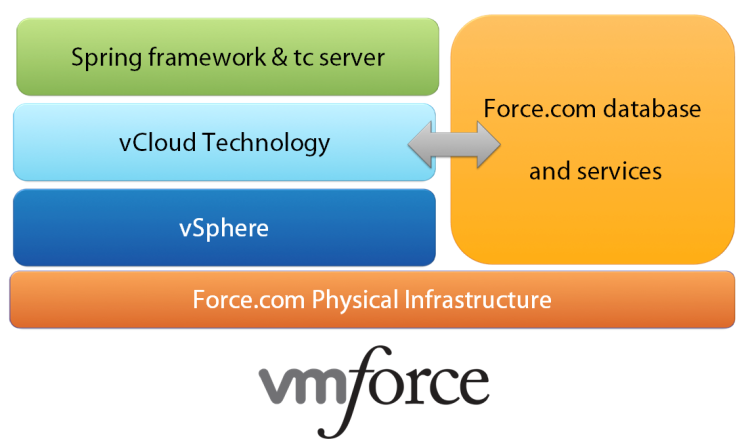 Spring framework & tc server
vCloud Technology
vSphere
Force.com database
and services
Force.com Physical Infrastructure
vmforce